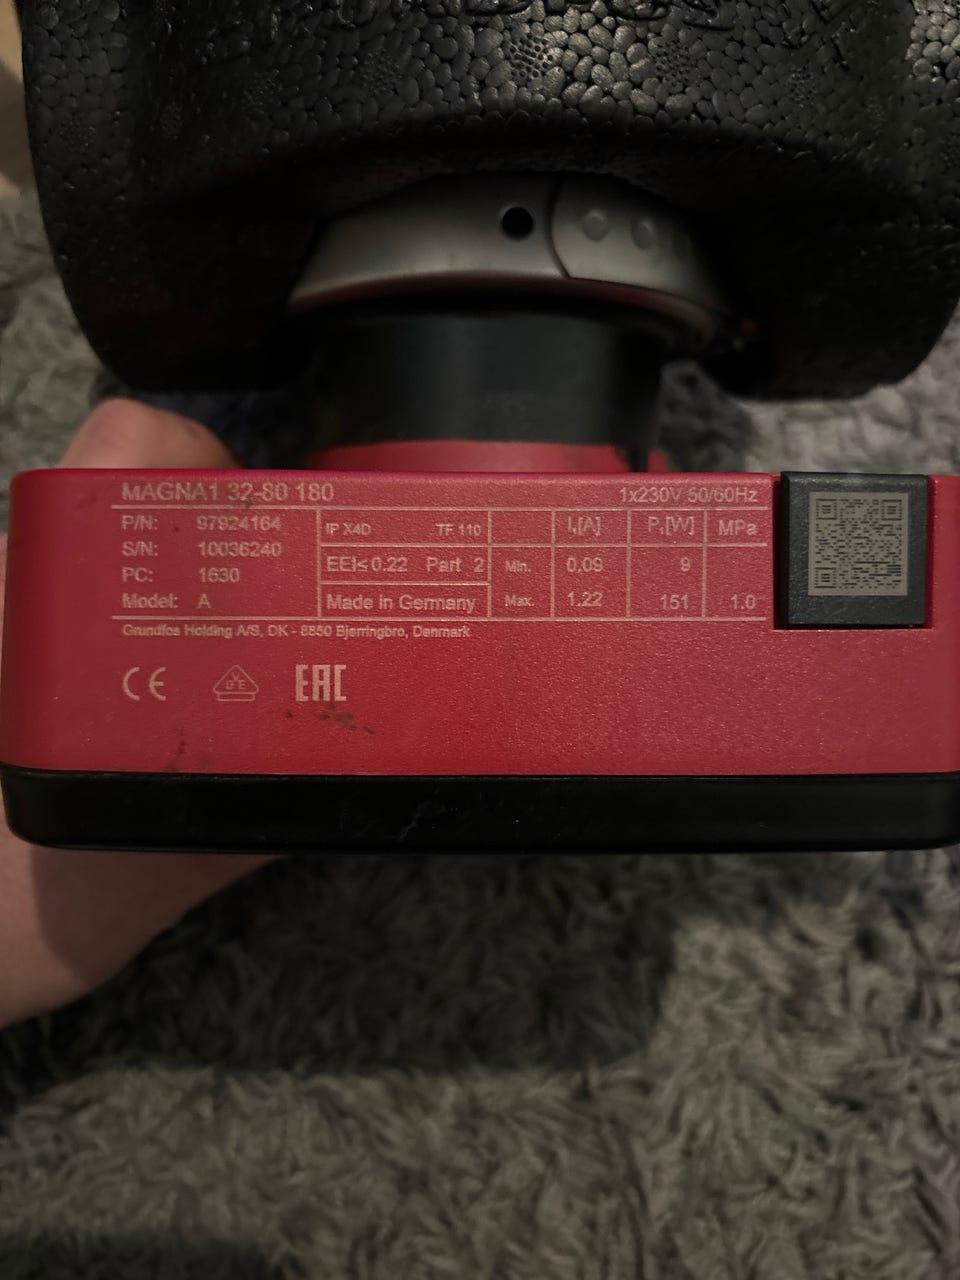 MAGNA1 32-80 180 1x230V 50/60Hz
P/N: 97924164 IP X4D TF 110 I₁[A] P₁[W] MPa
S/N: 10036240
EEI≤0.22 Part 2 Min. 0,09 9
PC: 1630
Model: A Made in Germany Max. 1.22 151 1.0
Grundfos Holding A/S, DK - 8850 Bjerringbro, Denmark
CE VDE EAC